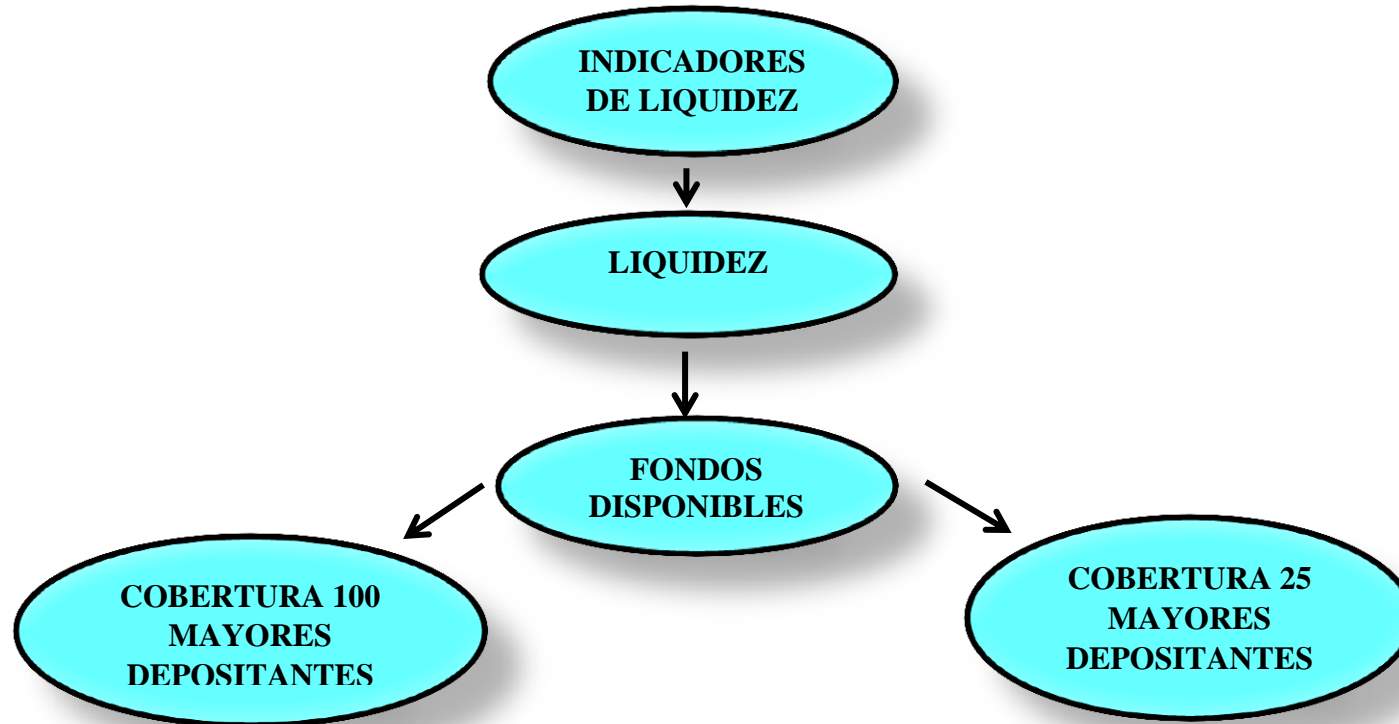 INDICADORES
DE LIQUIDEZ
LIQUIDEZ
FONDOS
DISPONIBLES
COBERTURA 100
MAYORES
DEPOSITANTES
COBERTURA 25
MAYORES
DEPOSITANTES